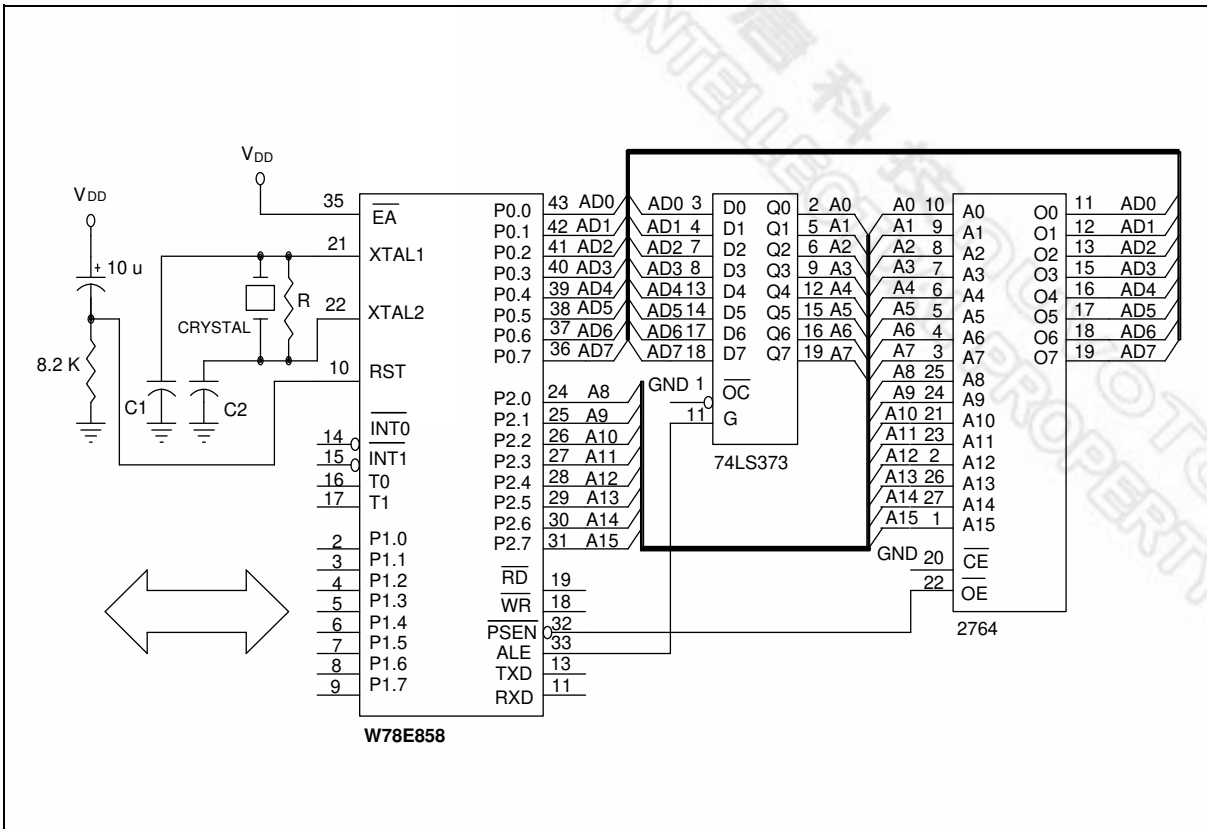 唐科技
INTELLECTUAL PROPERTY
VDD
VDD
10 u
+
8.2 K
C1
C2
CRYSTAL
R
35 EA
21 XTAL1
22 XTAL2
10 RST
INT0
14
INT1
15
16 T0
17 T1
2 P1.0
3 P1.1
4 P1.2
5 P1.3
6 P1.4
7 P1.5
8 P1.6
9 P1.7
P0.0 43 AD0
P0.1 42 AD1
P0.2 41 AD2
P0.3 40 AD3
P0.4 39 AD4
P0.5 38 AD5
P0.6 37 AD6
P0.7 36 AD7
P2.0 24 A8
P2.1 25 A9
P2.2 26 A10
P2.3 27 A11
P2.4 28 A12
P2.5 29 A13
P2.6 30 A14
P2.7 31 A15
RD 19
WR 18
PSEN 32
ALE 33
TXD 13
RXD 11
W78E858
AD0 3 D0 Q0 2 A0
AD1 4 D1 Q1 5 A1
AD2 7 D2 Q2 6 A2
AD3 8 D3 Q3 9 A3
AD4 13 D4 Q4 12 A4
AD5 14 D5 Q5 15 A5
AD6 17 D6 Q6 16 A6
AD7 18 D7 Q7 19 A7
GND 1 OC
11 G
74LS373
A0 10 A0 O0 11 AD0
A1 9 A1 O1 12 AD1
A2 8 A2 O2 13 AD2
A3 7 A3 O3 15 AD3
A4 6 A4 O4 16 AD4
A5 5 A5 O5 17 AD5
A6 4 A6 O6 18 AD6
A7 3 A7 O7 19 AD7
A8 25 A8
A9 24 A9
A10 21 A10
A11 23 A11
A12 2 A12
A13 26 A13
A14 27 A14
A15 1 A15
GND 20 CE
22 OE
2764